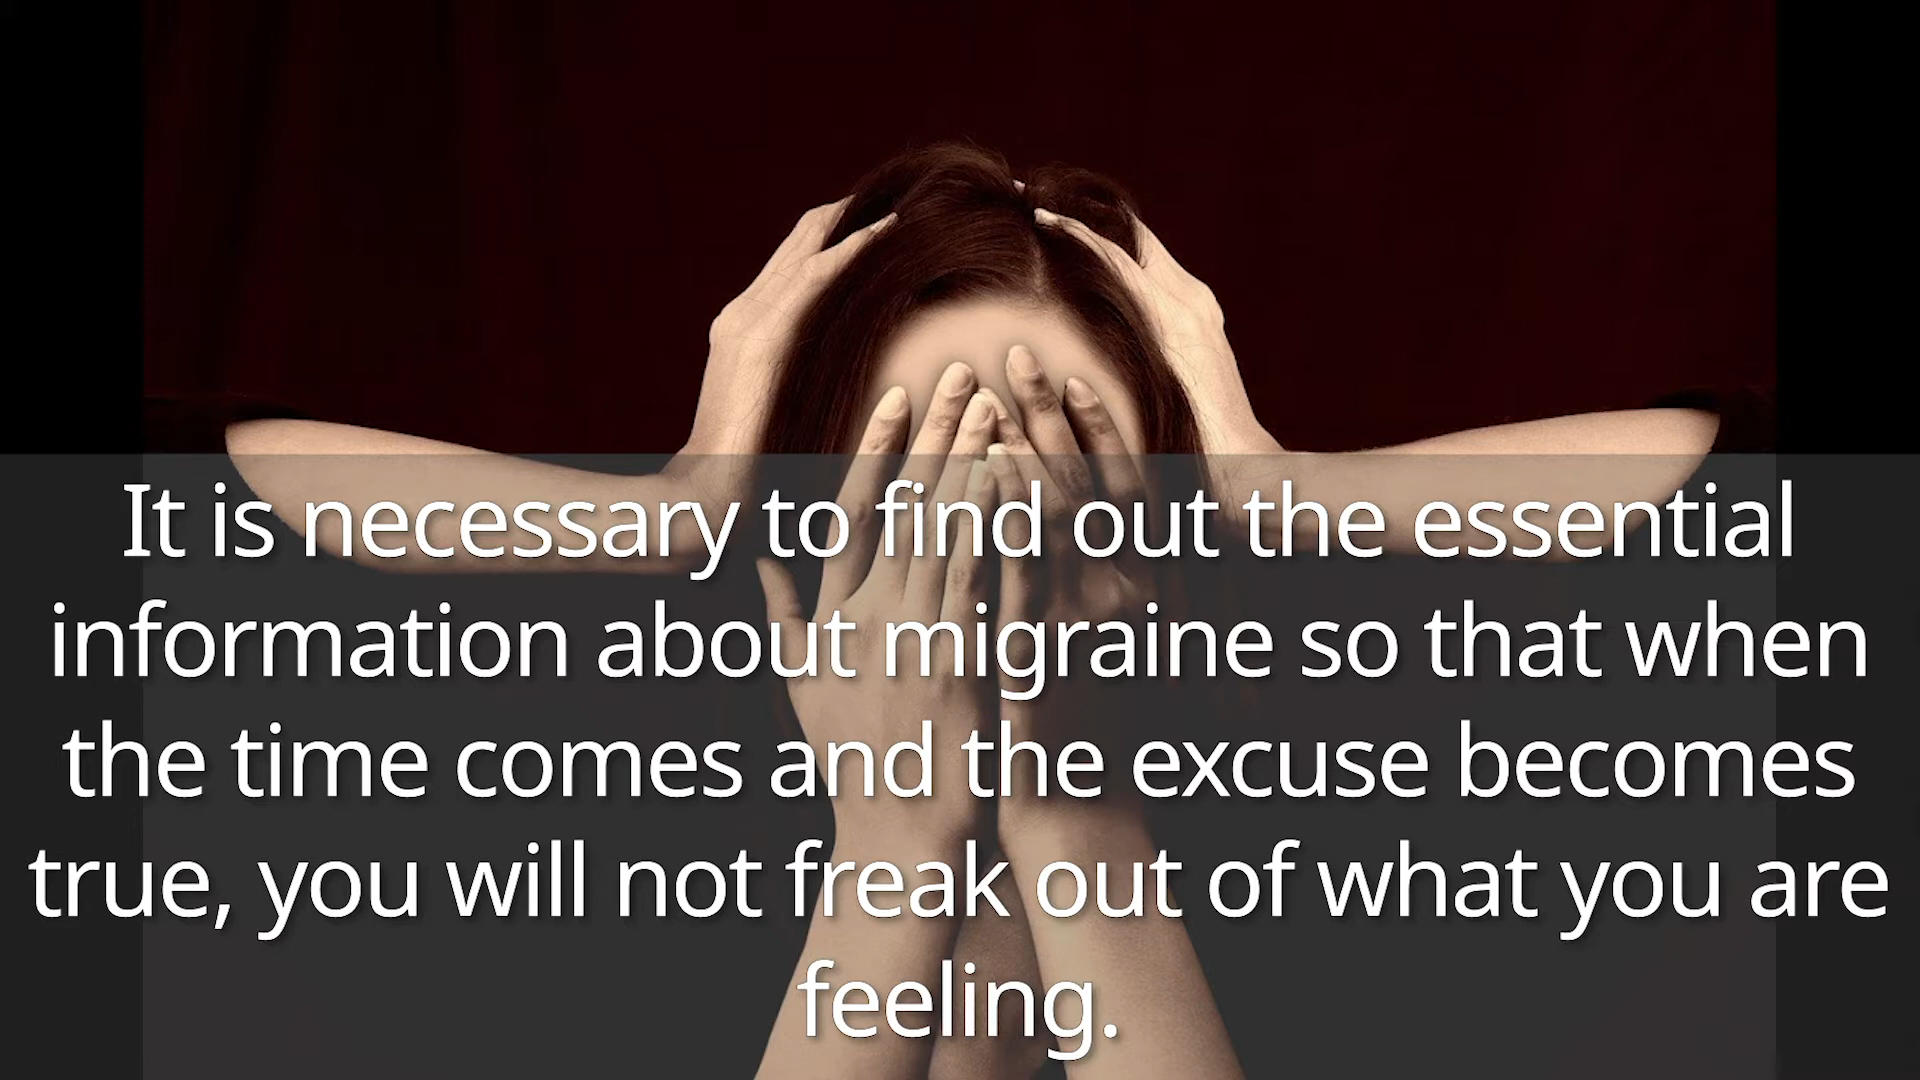 It is necessary to find out the essential
information about migraine so that when
the time comes and the excuse becomes
true, you will not freak out of what you are
feeling.